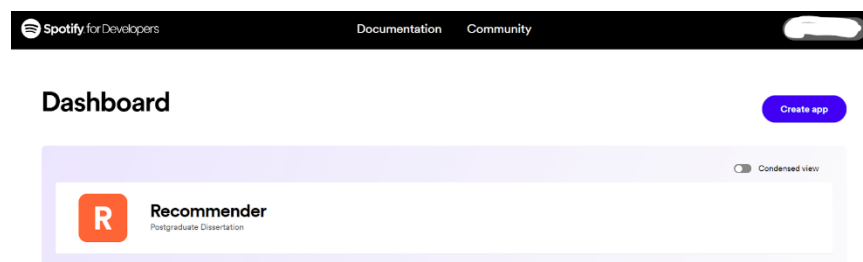 Spotify for Developers Documentation Community
Dashboard
Create app
Condensed view
R
Recommender
Postgraduate Dissertation